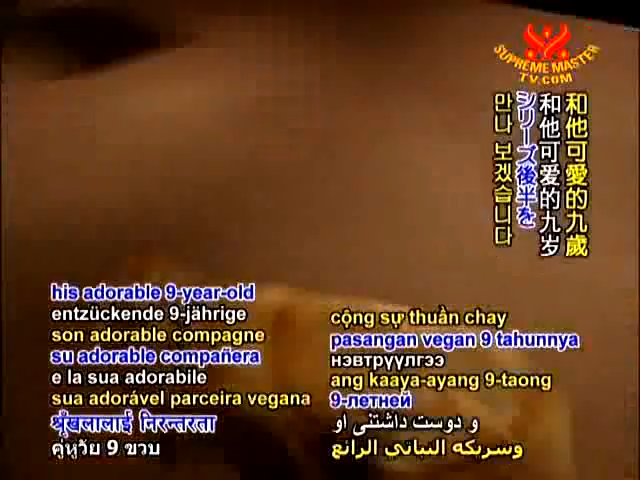 SUPREME MASTER
TV.COM
和他可愛的九歲
和他可爱的九岁
シリーズ後半を
만나 보겠습니다
his adorable 9-year-old
entzückende 9-jährige
son adorable compagne
su adorable compañera
e la sua adorabile
sua adorável parceira vegana
श्रृंखलालाई निरन्तरता
คู่หูวัย 9 ขวบ
cộng sự thuần chay
pasangan vegan 9 tahunnya
нэвтрүүлгээ
ang kaaya-ayang 9-taong
9-летней
و دوست داشتنی او
وشريكه النباتي الرائع